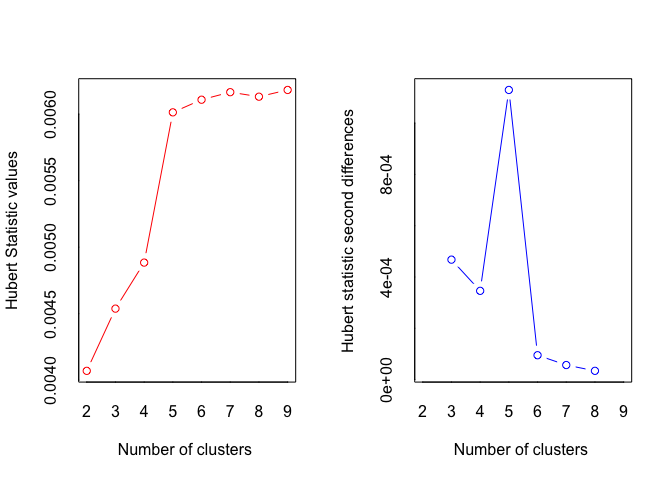 Hubert Statistic values
0.0060
0.0055
0.0050
0.0045
0.0040
2 3 4 5 6 7 8 9
Number of clusters
Hubert statistic second differences
8e-04
4e-04
0e+00
2 3 4 5 6 7 8 9
Number of clusters